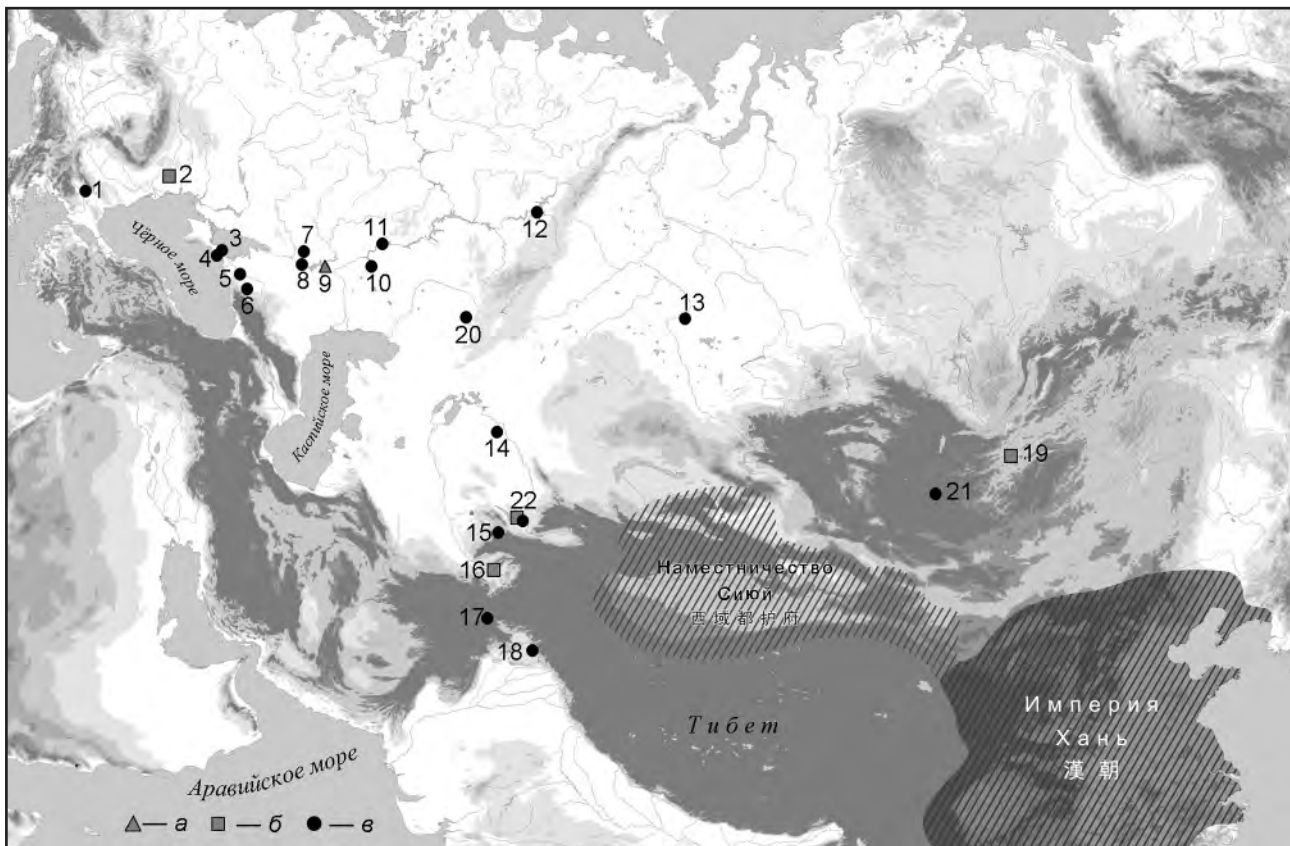 12
2
1
11
7
3
4
8
9
10
5
6
20
13
Чёрное море
Каспийское море
14
19
21
22
15
16
Наместничество
Сиюй
西域都护府
17
18
Империя
Хань
漢朝
Тибет
Аравийское море
— а
— б
— в